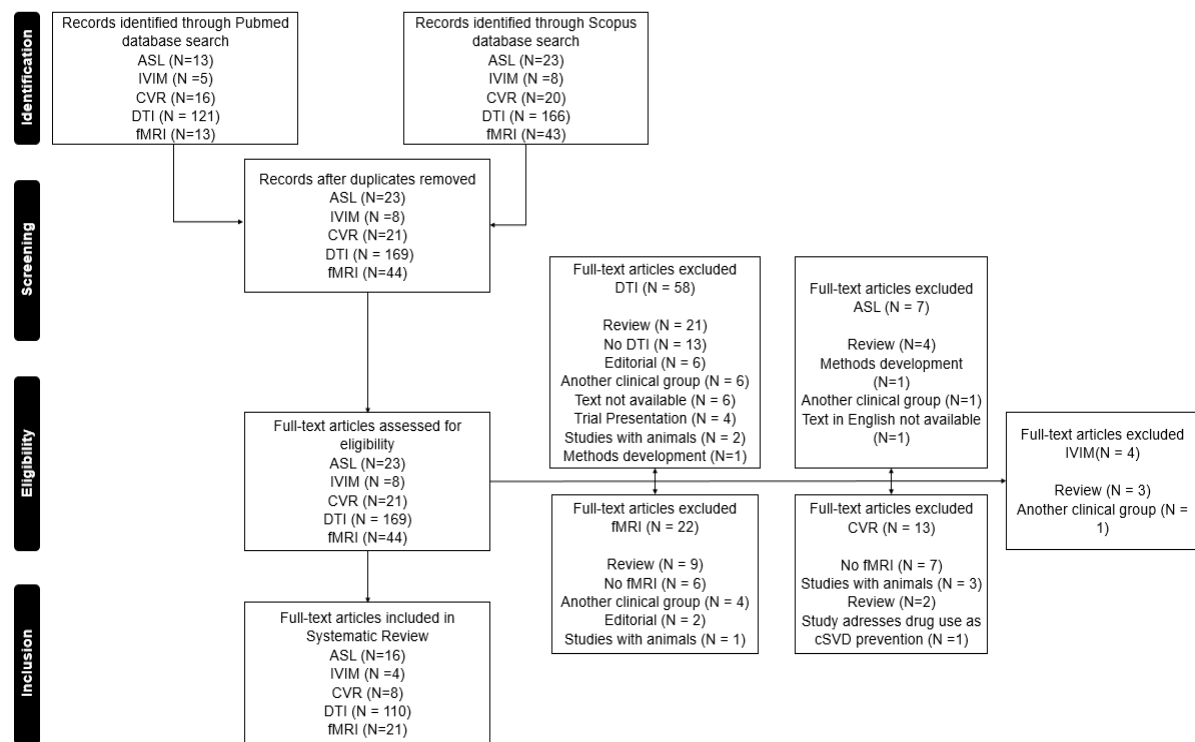 Identification
Records identified through Pubmed
database search
ASL (N=13)
IVIM (N =5)
CVR (N=16)
DTI (N = 121)
fMRI (N=13)
Records identified through Scopus
database search
ASL (N=23)
IVIM (N =8)
CVR (N=20)
DTI (N = 166)
fMRI (N=43)
Screening
Records after duplicates removed
ASL (N=23)
IVIM (N =8)
CVR (N=21)
DTI (N = 169)
fMRI (N=44)
Eligibility
Full-text articles assessed for
eligibility
ASL (N=23)
IVIM (N =8)
CVR (N=21)
DTI (N = 169)
fMRI (N=44)
Full-text articles excluded
DTI (N = 58)
Review (N = 21)
No DTI (N = 13)
Editorial (N = 6)
Another clinical group (N = 6)
Text not available (N = 6)
Trial Presentation (N = 4)
Studies with animals (N = 2)
Methods development (N=1)
Full-text articles excluded
ASL (N = 7)
Review (N=4)
Methods development
(N=1)
Another clinical group (N=1)
Text in English not available
(N=1)
Full-text articles excluded
IVIM(N = 4)
Review (N = 3)
Another clinical group (N =
1)
Full-text articles excluded
fMRI (N = 22)
Review (N = 9)
No fMRI (N = 6)
Another clinical group (N = 4)
Editorial (N = 2)
Studies with animals (N = 1)
Full-text articles excluded
CVR (N = 13)
No fMRI (N = 7)
Studies with animals (N = 3)
Review (N=2)
Study adresses drug use as
cSVD prevention (N =1)
Inclusion
Full-text articles included in
Systematic Review
ASL (N=16)
IVIM (N =4)
CVR (N=8)
DTI (N = 110)
fMRI (N=21)